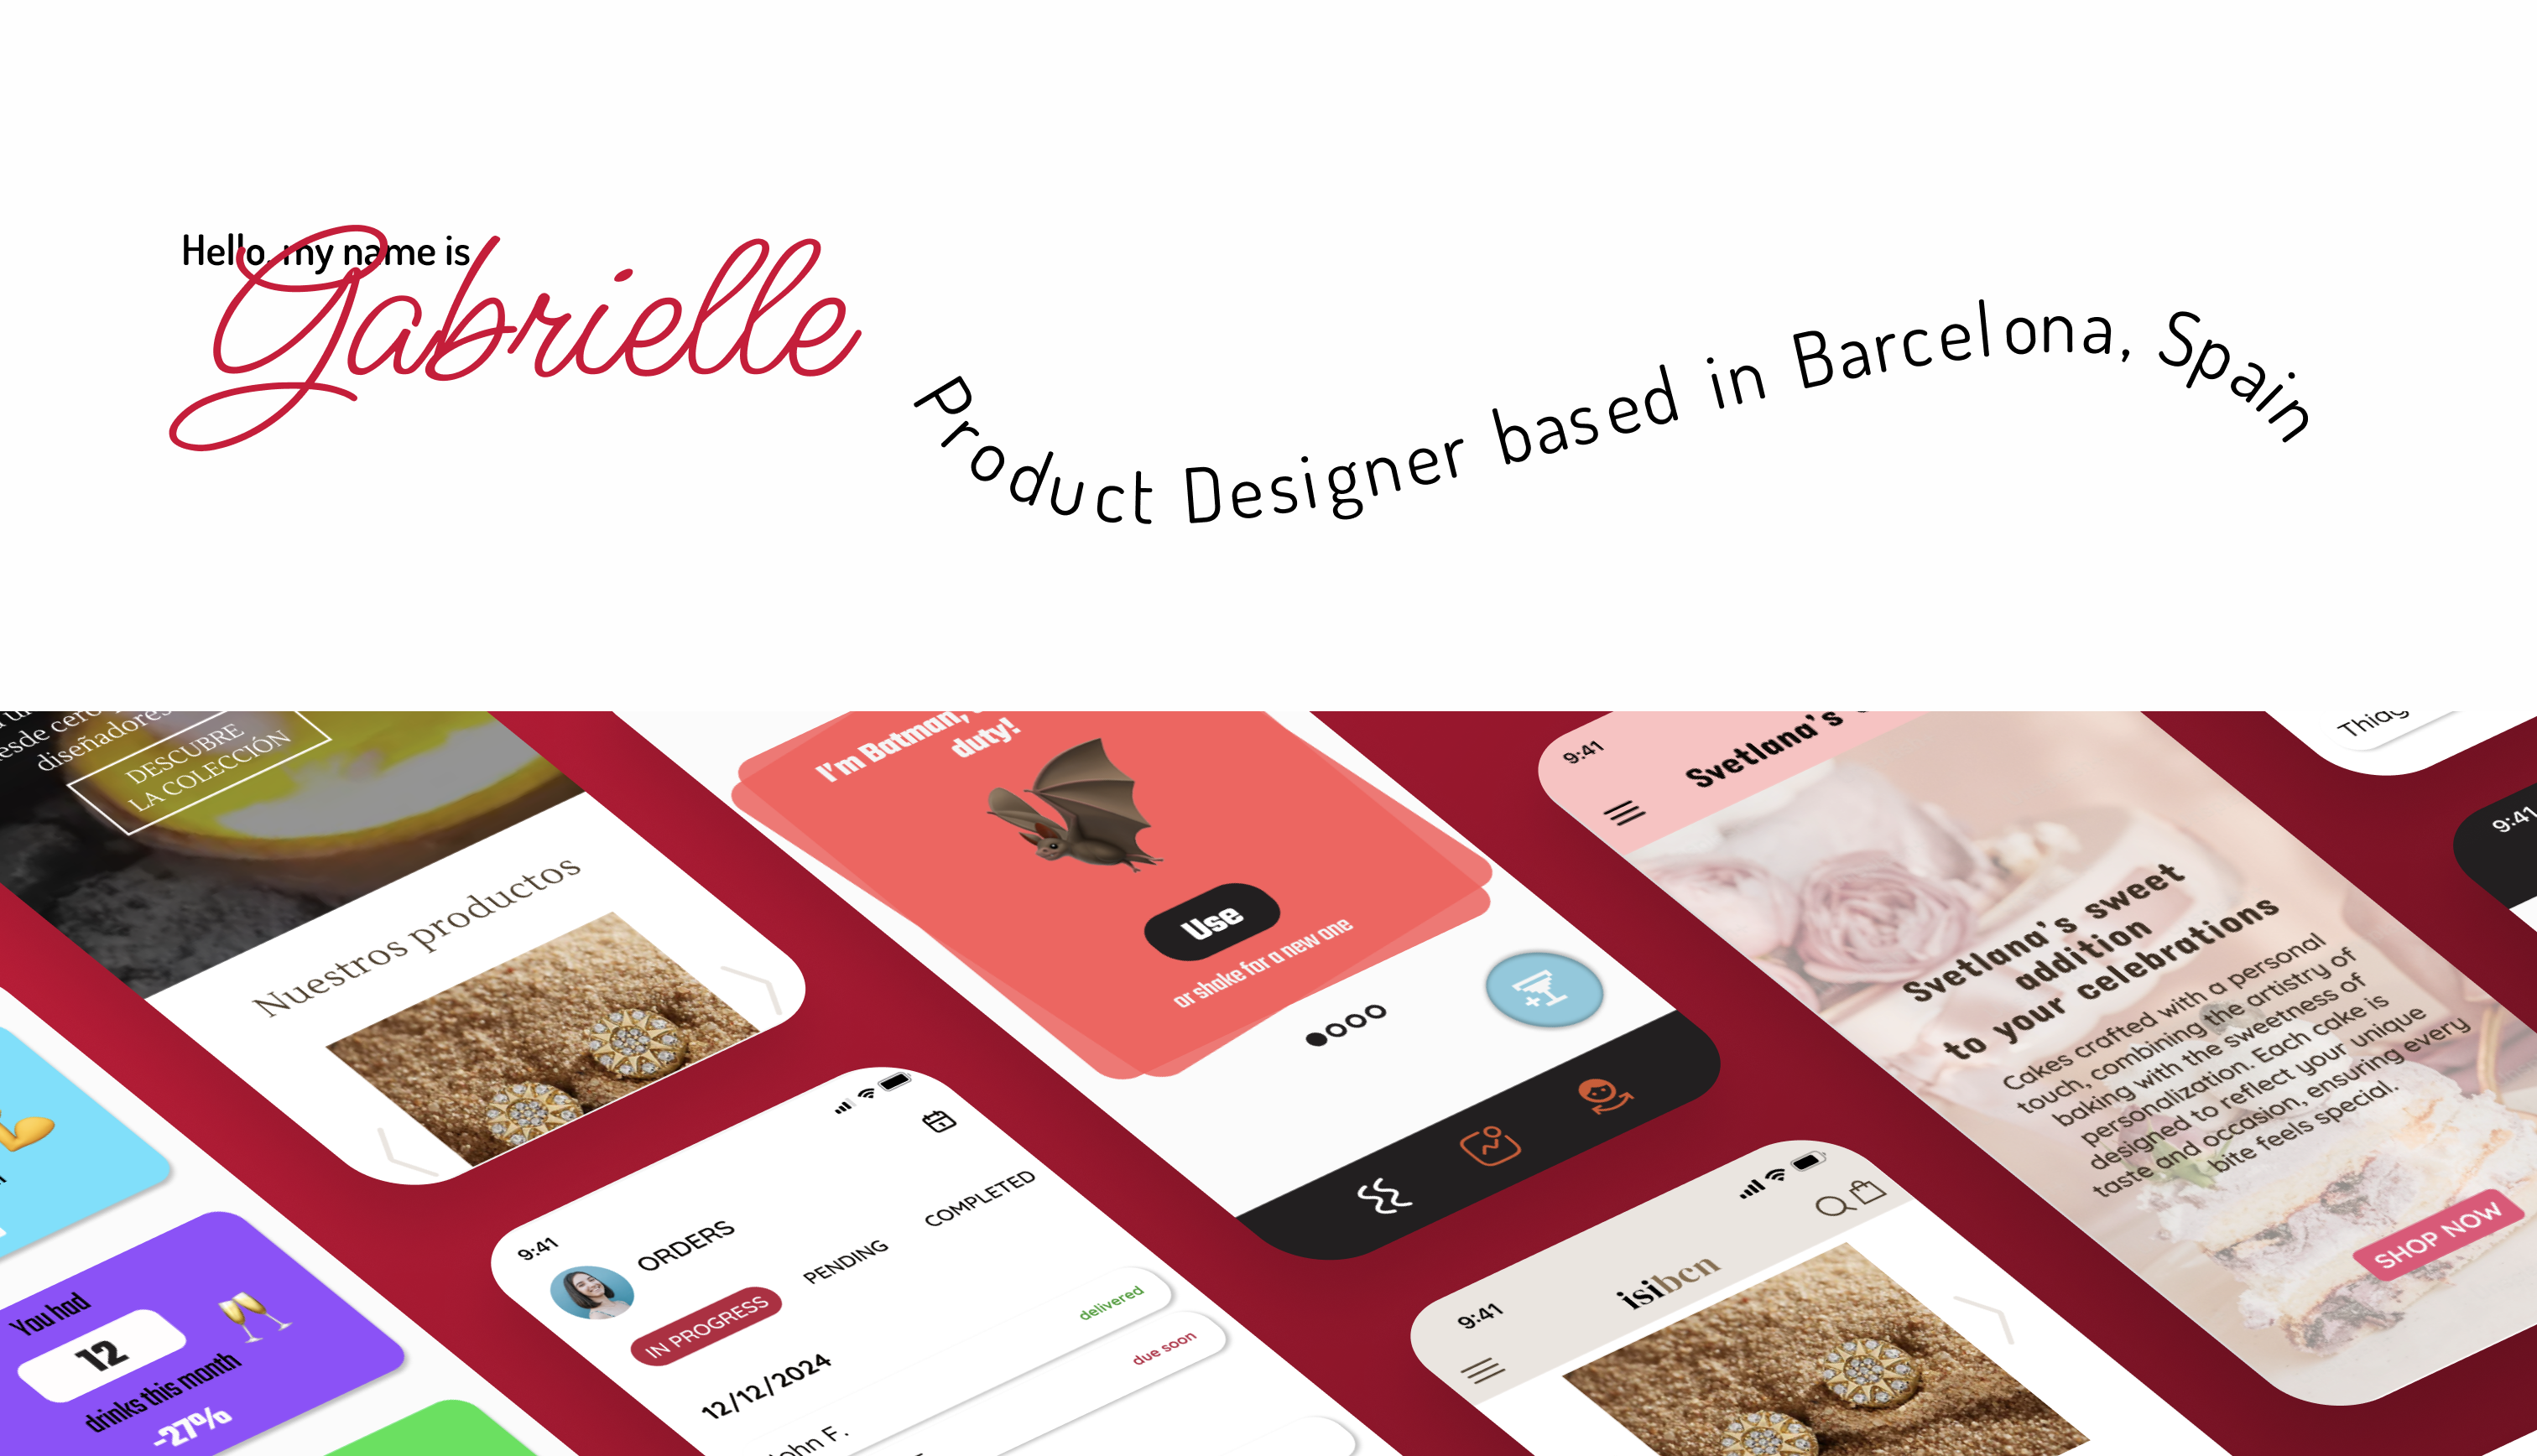 Hello, my name is
Gabrielle
Product Designer based in Barcelona, Spain
diseñadores
DESCUBRE
LA COLECCIÓN
Nuestros productos
I'm Batman,
duty!
Use
or shake for a new one
9:41
Svetlana's
Svetlana's sweet
addition
to your celebrations
Cakes crafted with a personal
touch, combining the artistry of
baking with the sweetness of
personalization. Each cake is
designed to reflect your unique
taste and occasion, ensuring every
bite feels special.
SHOP NOW
9:41
You had
12
drinks this month
-27%
9:41
ORDERS
IN PROGRESS
PENDING
COMPLETED
12/12/2024
delivered
John F.
due soon
9:41
isibcn